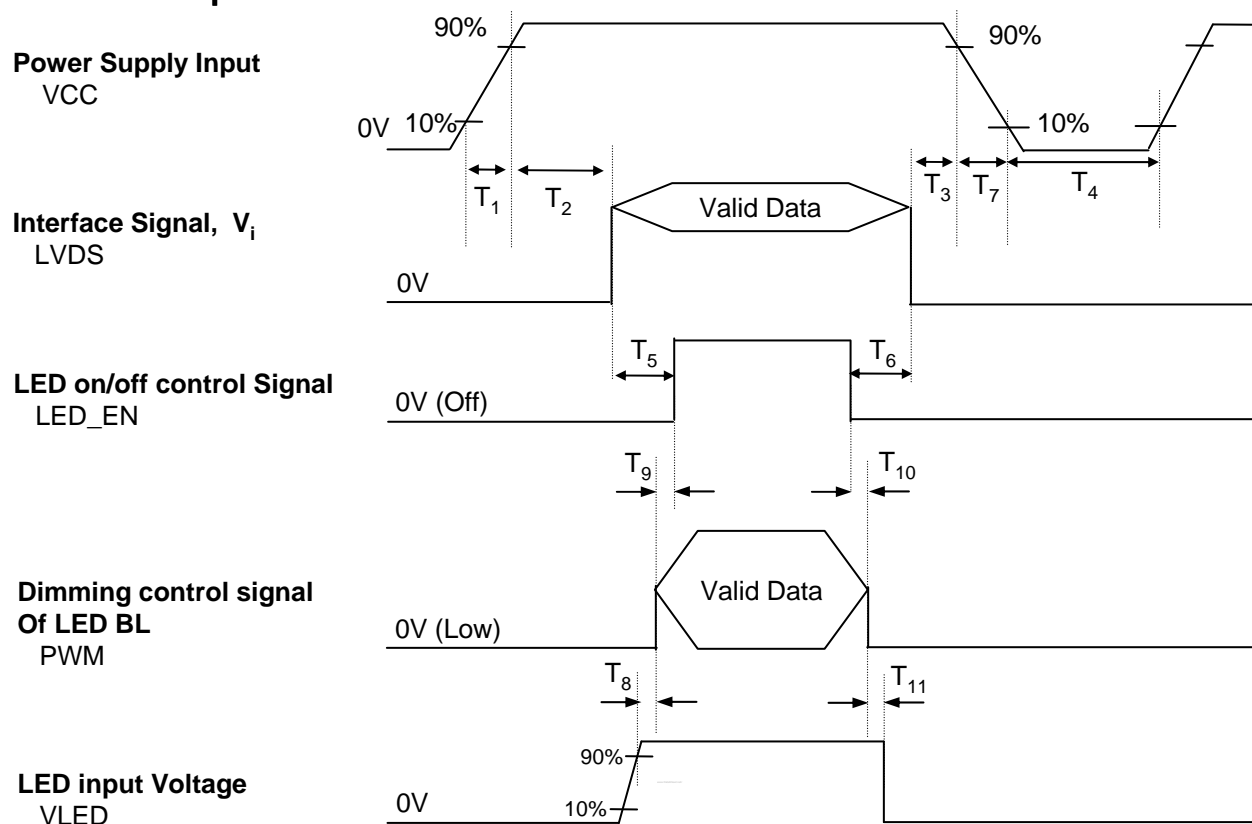 90%
90%
Power Supply Input
VCC
0V
10%
10%
T1
T2
T3
T7
T4
Valid Data
Interface Signal, Vi
LVDS
0V
T5
T6
LED on/off control Signal
LED_EN
0V (Off)
T9
T10
Dimming control signal
Of LED BL
PWM
Valid Data
0V (Low)
T8
T11
90%
LED input Voltage
VLED
0V
10%